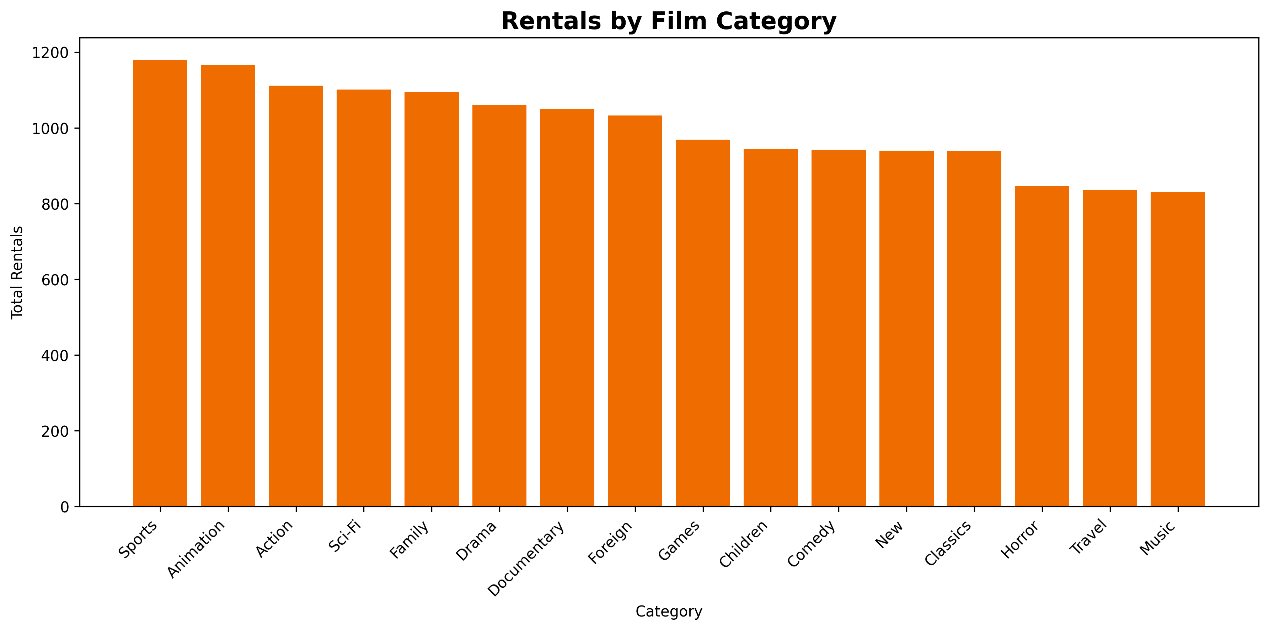 Rentals by Film Category
Total Rentals
1200
1000
800
600
400
200
0
Sports
Animation
Action
Sci-Fi
Family
Drama
Documentary
Foreign
Games
Children
Comedy
New
Classics
Horror
Travel
Music
Category